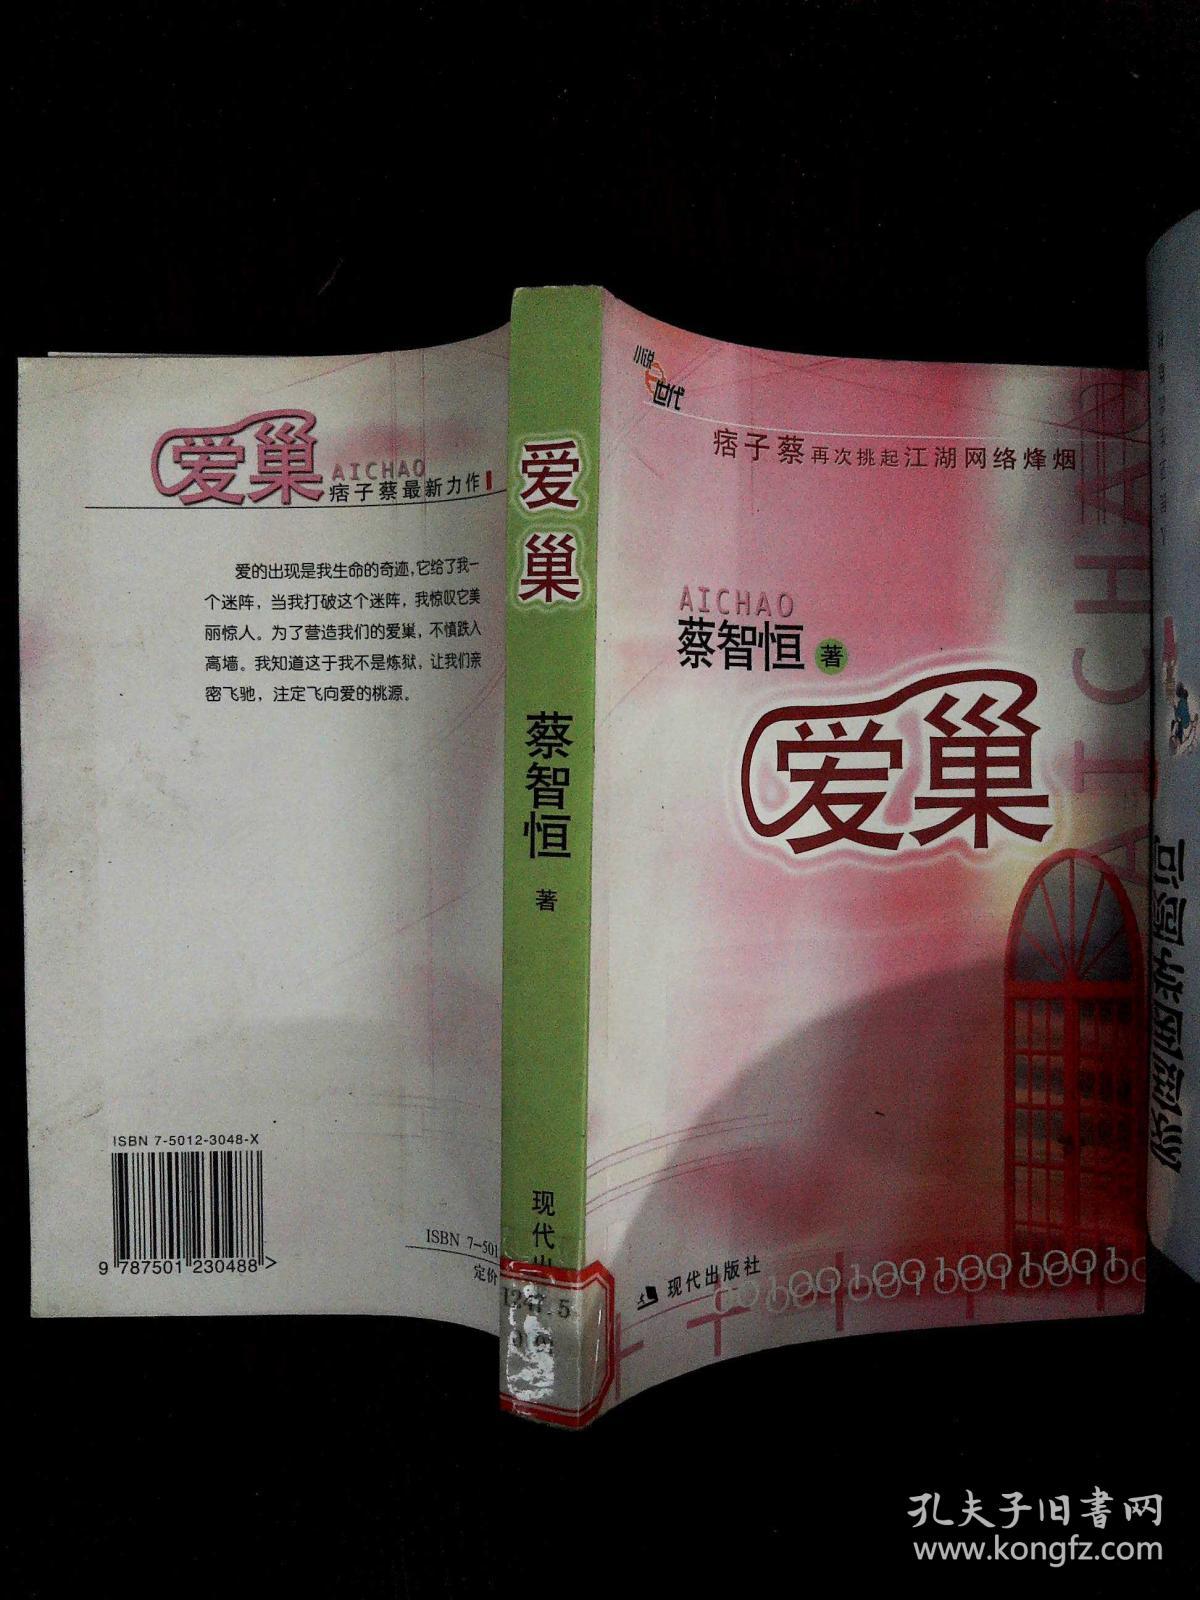 爱巢
AICHAO
痞子蔡最新力作
爱的出现是我生命的奇迹，它给了我一
个迷阵，当我打破这个迷阵，我惊叹它美
丽惊人。为了营造我们的爱巢，不慎跌入
高墙。我知道这于我不是炼狱，让我们亲
密飞驰，注定飞向爱的桃源。
ISBN 7-5012-3048-X
9 787501 230488 >
ISBN 7-501
定价
爱巢
蔡智恒
著
现代出
I247.5
小说
世代
痞子蔡再次挑起江湖网络烽烟
AICHAO
蔡智恒 著
爱巢
AICHAO
现代出版社
孔夫子旧书网
www.kongfz.com